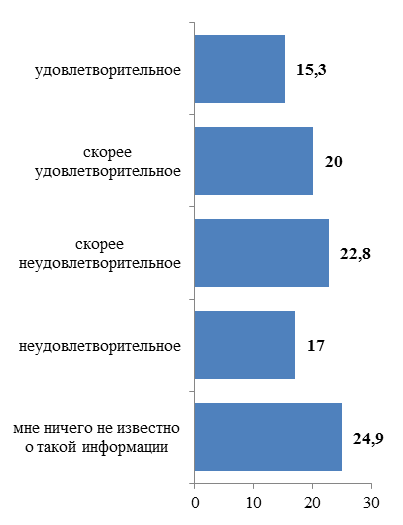 удовлетворительное
15,3
скорее
удовлетворительное
20
скорее
неудовлетворительное
22,8
неудовлетворительное
17
мне ничего не известно
о такой информации
24,9
0 10 20 30